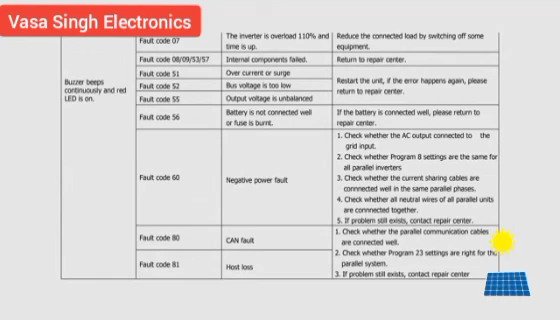 Vasa Singh Electronics
Fault code 07
The inverter is overload 110% and
time is up.
Reduce the connected load by switching off some
equipment.
Fault code 08/09/53/57
Internal components failed.
Return to repair center.
Buzzer beeps
continuously and red
LED is on.
Fault code 51
Over current or surge
Restart the unit, if the error happens again, please
return to repair center.
Fault code 52
Bus voltage is too low
Fault code 55
Output voltage is unbalanced
Fault code 56
Battery is not connected well
or fuse is burnt.
If the battery is connected well, please return to
repair center.
Fault code 60
Negative power fault
1. Check whether the AC output connected to the
grid input.
2. Check whether Program 8 settings are the same for
all parallel inverters
3. Check whether the current sharing cables are
connnected well in the same parallel phases.
4. Check whether all neutral wires of all parallel units
are connnected together.
5. If problem still exists, contact repair center.
Fault code 80
CAN fault
1. Check whether the parallel communication cables
are connected well.
2. Check whether Program 23 settings are right for the
parallel system.
3. If problem still exists, contact repair center
Fault code 81
Host loss